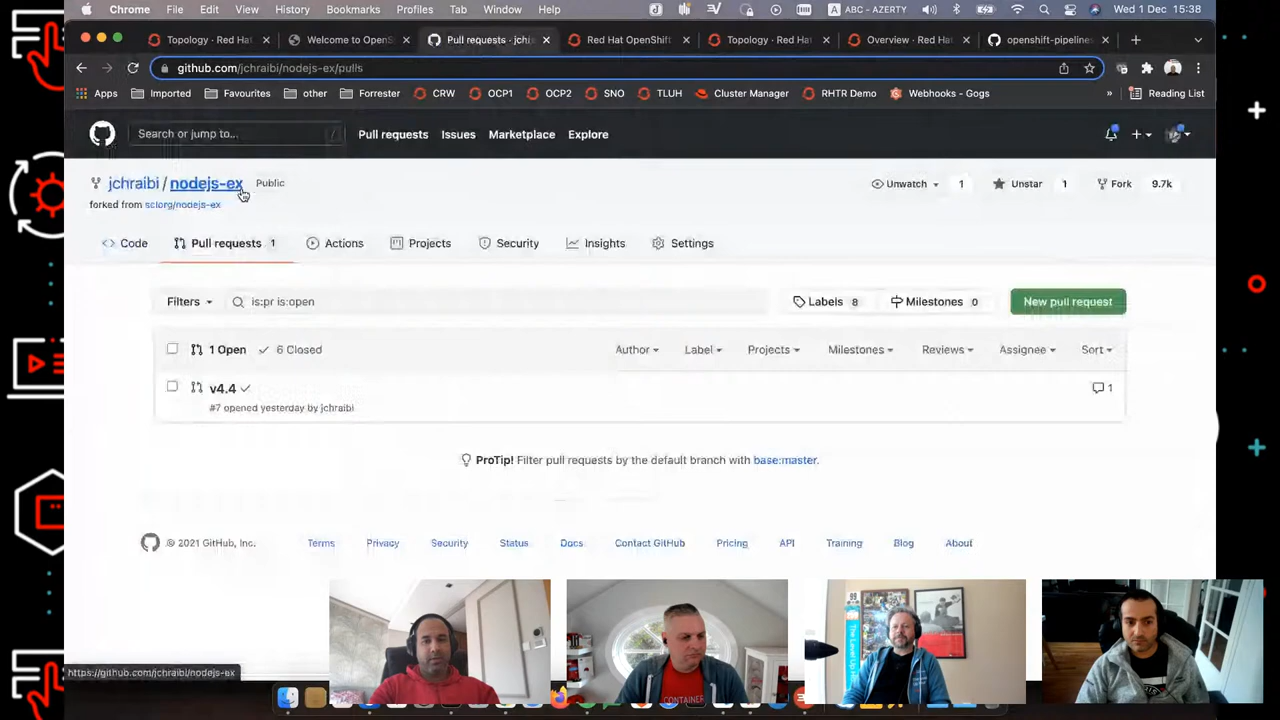 Chrome File Edit View History Bookmarks Profiles Tab Window Help ABC - AZERTY Wed 1 Dec 15:38
Topology · Red Hat Welcome to OpenS Pull requests · jchr Red Hat OpenShift Topology · Red Hat Overview · Red Hat openshift-pipelines
github.com/jchraibi/nodejs-ex/pulls
Apps Imported Favourites other Forrester CRW OCP1 OCP2 SNO TLUH Cluster Manager RHTR Demo Webhooks - Gogs » Reading List
Search or jump to... / Pull requests Issues Marketplace Explore
jchraibi / nodejs-ex Public Unwatch 1 Unstar 1 Fork 9.7k
forked from sclorg/nodejs-ex
Code Pull requests 1 Actions Projects Security Insights Settings
Filters is:pr is:open Labels 8 Milestones 0 New pull request
1 Open 6 Closed Author Label Projects Milestones Reviews Assignee Sort
v4.4 1
#7 opened yesterday by jchraibi
ProTip! Filter pull requests by the default branch with base:master.
© 2021 GitHub, Inc. Terms Privacy Security Status Docs Contact GitHub Pricing API Training Blog About
https://github.com/jchraibi/nodejs-ex
CONTAINER